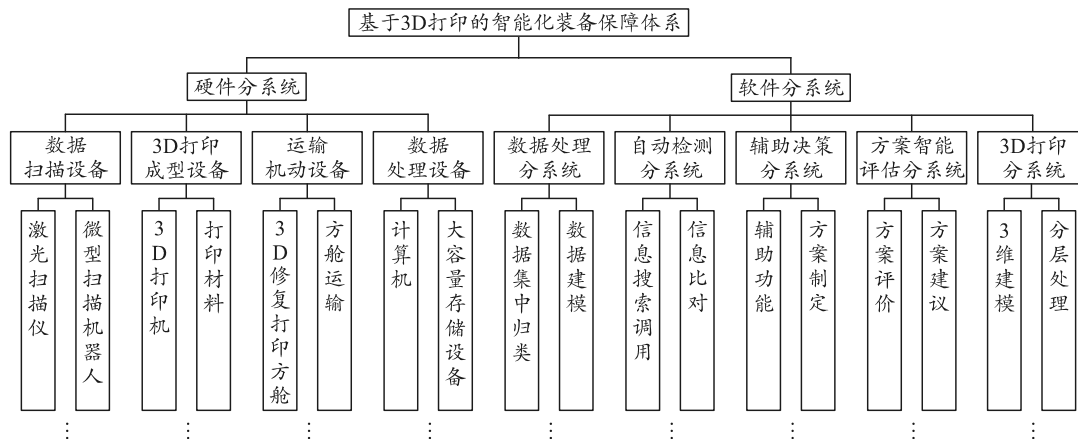 基于3D打印的智能化装备保障体系
硬件分系统
软件分系统
数据
扫描设备
3D打印
成型设备
运输
机动设备
数据
处理设备
数据处理
分系统
自动检测
分系统
辅助决策
分系统
方案智能
评估分系统
3D打印
分系统
激光扫描仪
微型扫描机器人
3D打印机
打印材料
3D修复打印方舱
方舱运输
计算机
大容量存储设备
数据集中归类
数据建模
信息搜索调用
信息比对
辅助功能
方案制定
方案评价
方案建议
3维建模
分层处理
⋮ ⋮ ⋮ ⋮ ⋮ ⋮ ⋮ ⋮ ⋮